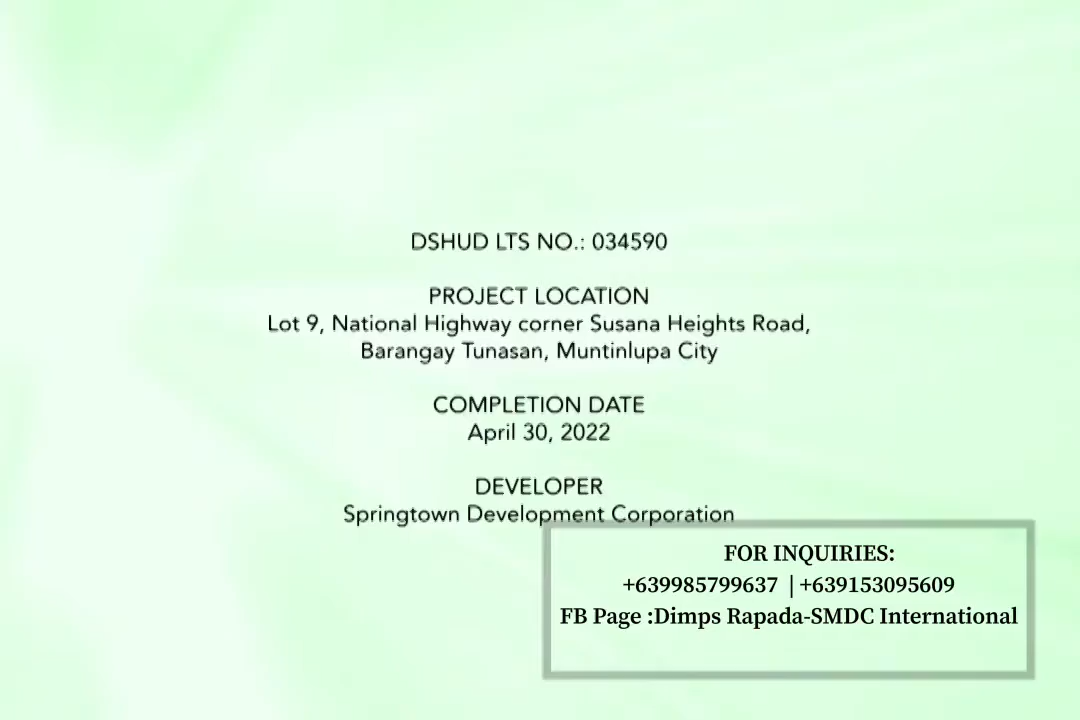 DSHUD LTS NO.: 034590
PROJECT LOCATION
Lot 9, National Highway corner Susana Heights Road,
Barangay Tunasan, Muntinlupa City
COMPLETION DATE
April 30, 2022
DEVELOPER
Springtown Development Corporation
FOR INQUIRIES:
+639985799637 | +639153095609
FB Page :Dimps Rapada-SMDC International